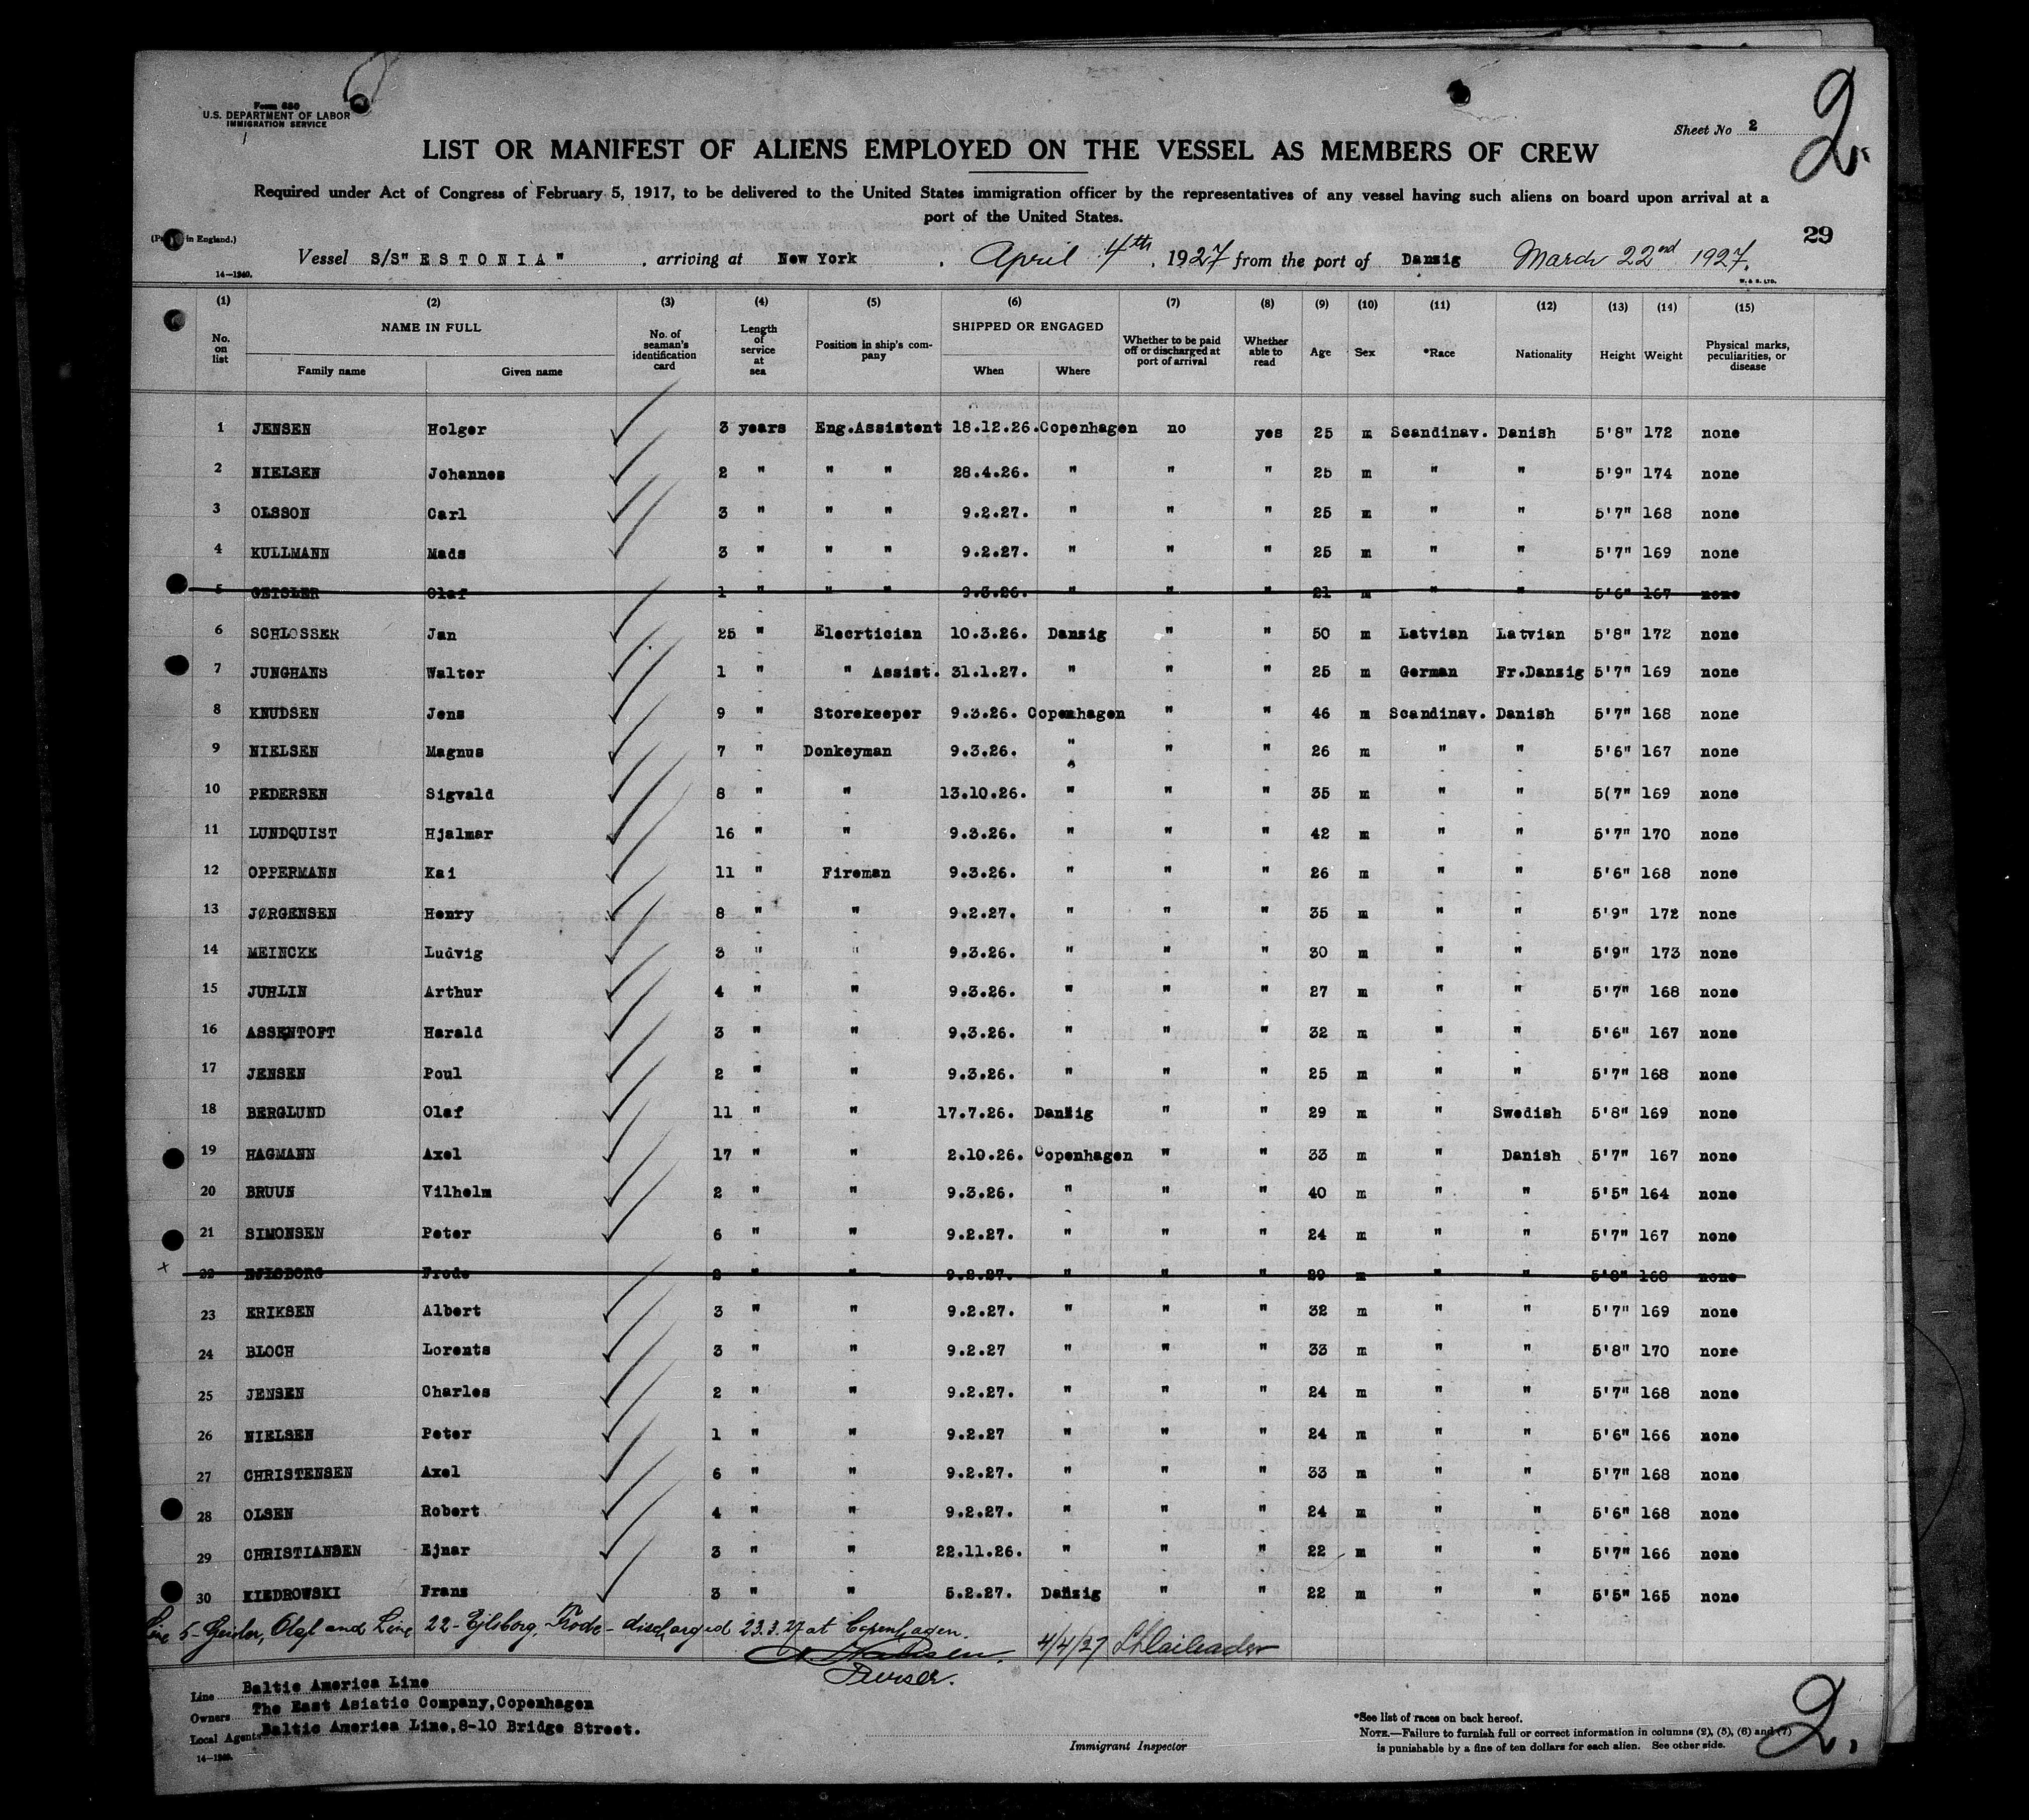 Form 680
U.S. DEPARTMENT OF LABOR
IMMIGRATION SERVICE
2.
Sheet No 2
LIST OR MANIFEST OF ALIENS EMPLOYED ON THE VESSEL AS MEMBERS OF CREW
Required under Act of Congress of February 5, 1917, to be delivered to the United States immigration officer by the representatives of any vessel having such aliens on board upon arrival at a
port of the United States.
29
in England.)
Vessel S/S" E S T O N I A" , arriving at New York , April 4th, 1927 from the port of Danzig March 22nd 1927.
14—1240.
W. & S. LTD.
(1) (2) (3) (4) (5) (6) (7) (8) (9) (10) (11) (12) (13) (14) (15)
No. on list NAME IN FULL Family name Given name No. of seaman's identification card Length of service at sea Position in ship's company SHIPPED OR ENGAGED When Where Whether to be paid off or discharged at port of arrival Whether able to read Age Sex *Race Nationality Height Weight Physical marks, peculiarities, or disease
1 JENSEN Holger 3 years Eng.Assistent 18.12.26. Copenhagen no yes 25 m Scandinav. Danish 5'8" 172 none
2 NIELSEN Johannes 2 " " " 28.4.26. " " " 25 m " " 5'9" 174 none
3 OLSSON Carl 3 " " " 9.2.27. " " " 25 m " " 5'7" 168 none
4 KULLMANN Mads 3 " " " 9.2.27. " " " 25 m " " 5'7" 169 none
5 GEISLER Olaf 1 " " " 9.3.26. " " " 21 m " " 5'6" 167 none
6 SCHLOSSER Jan 25 " Elecrtician 10.3.26. Danzig " " 50 m Latvian Latvian 5'8" 172 none
7 JUNGHANS Walter 1 " " Assist. 31.1.27. " " " 25 m German Fr.Danzig 5'7" 169 none
8 KNUDSEN Jens 9 " Storekeeper 9.3.26. Copenhagen " " 46 m Scandinav. Danish 5'7" 168 none
9 NIELSEN Magnus 7 " Donkeyman 9.3.26. " " " 26 m " " 5'6" 167 none
10 PEDERSEN Sigvald 8 " " 13.10.26. " " " 35 m " " 5(7" 169 none
11 LUNDQUIST Hjalmar 16 " " 9.3.26. " " " 42 m " " 5'7" 170 none
12 OPPERMANN Kai 11 " Fireman 9.3.26. " " " 26 m " " 5'6" 168 none
13 JØRGENSEN Henry 8 " " 9.2.27. " " " 35 m " " 5'9" 172 none
14 MEINCKE Ludvig 3 " " 9.3.26. " " " 30 m " " 5'9" 173 none
15 JUHLIN Arthur 4 " " 9.3.26. " " " 27 m " " 5'7" 168 none
16 ASSENTOFT Harald 3 " " 9.3.26. " " " 32 m " " 5'6" 167 none
17 JENSEN Poul 2 " " 9.3.26. " " " 25 m " " 5'7" 168 none
18 BERGLUND Olaf 11 " " 17.7.26. Danzig " " 29 m " Swedish 5'8" 169 none
19 HAGMANN Axel 17 " " 2.10.26. Copenhagen " " 33 m " Danish 5'7" 167 none
20 BRUUN Vilhelm 2 " " 9.3.26. " " " 40 m " " 5'5" 164 none
21 SIMONSEN Peter 6 " " 9.2.27. " " " 24 m " " 5'7" 167 none
22 EJLSBORG Frode 2 " " 9.2.27. " " " 29 m " " 5'8" 168 none
23 ERIKSEN Albert 3 " " 9.2.27. " " " 32 m " " 5'7" 169 none
24 BLOCH Lorents 3 " " 9.2.27 " " " 33 m " " 5'8" 170 none
25 JENSEN Charles 2 " " 9.2.27. " " " 24 m " " 5'7" 168 none
26 NIELSEN Peter 1 " " 9.2.27 " " " 24 m " " 5'6" 166 none
27 CHRISTENSEN Axel 6 " " 9.2.27. " " " 33 m " " 5'7" 168 none
28 OLSEN Robert 4 " " 9.2.27. " " " 24 m " " 5'6" 168 none
29 CHRISTIANSEN Ejnar 3 " " 22.11.26. " " " 22 m " " 5'7" 166 none
30 KIEDROWSKI Frans 3 " " 5.2.27. Danzig " " 22 m " " 5'5" 165 none
Line 5 - Geisler, Olaf and Line 22 - Ejlsborg, Frode - discharged 23.3.27 at Copenhagen.
4/4/27
Purser.
Line Baltic America Line
Owners The East Asiatic Company,Copenhagen
Local Agents Baltic America Line,8-10 Bridge Street.
14—1240.
Immigrant Inspector
*See list of races on back hereof.
NOTE.—Failure to furnish full or correct information in columns (2), (5), (6) and (7)
is punishable by a fine of ten dollars for each alien. See other side.
2.